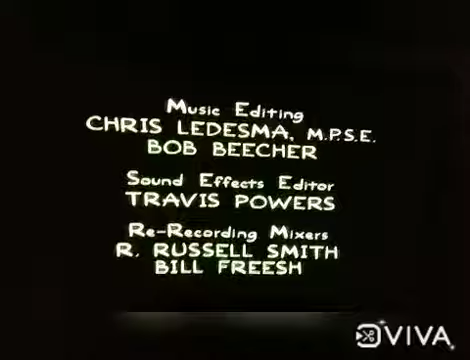 Music Editing
CHRIS LEDESMA, M.P.S.E.
BOB BEECHER
Sound Effects Editor
TRAVIS POWERS
Re-Recording Mixers
R. RUSSELL SMITH
BILL FREESH
VIVA